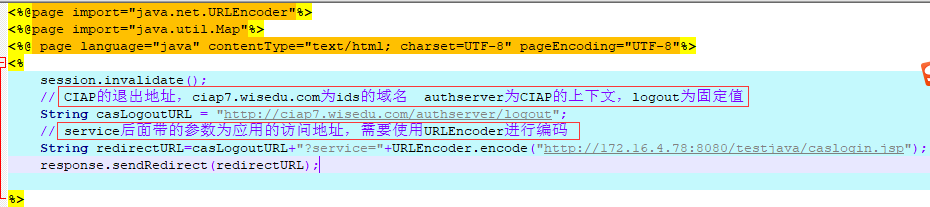 <%@page import="java.net.URLEncoder"%>
<%@page import="java.util.Map"%>
<%@ page language="java" contentType="text/html; charset=UTF-8" pageEncoding="UTF-8"%>
<%
session.invalidate();
// CIAP的退出地址，ciap7.wisedu.com为ids的域名 authserver为CIAP的上下文，logout为固定值
String casLogoutURL = "http://ciap7.wisedu.com/authserver/logout";
// service后面带的参数为应用的访问地址，需要使用URLEncoder进行编码
String redirectURL=casLogoutURL+"?service="+URLEncoder.encode("http://172.16.4.78:8080/testjava/caslogin.jsp");
response.sendRedirect(redirectURL);
%>